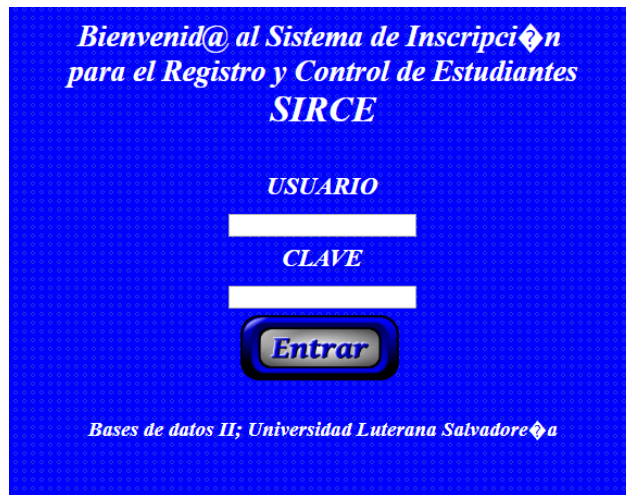 Bienvenid@ al Sistema de Inscripci�n
para el Registro y Control de Estudiantes
SIRCE
USUARIO
CLAVE
Entrar
Bases de datos II; Universidad Luterana Salvadore�a